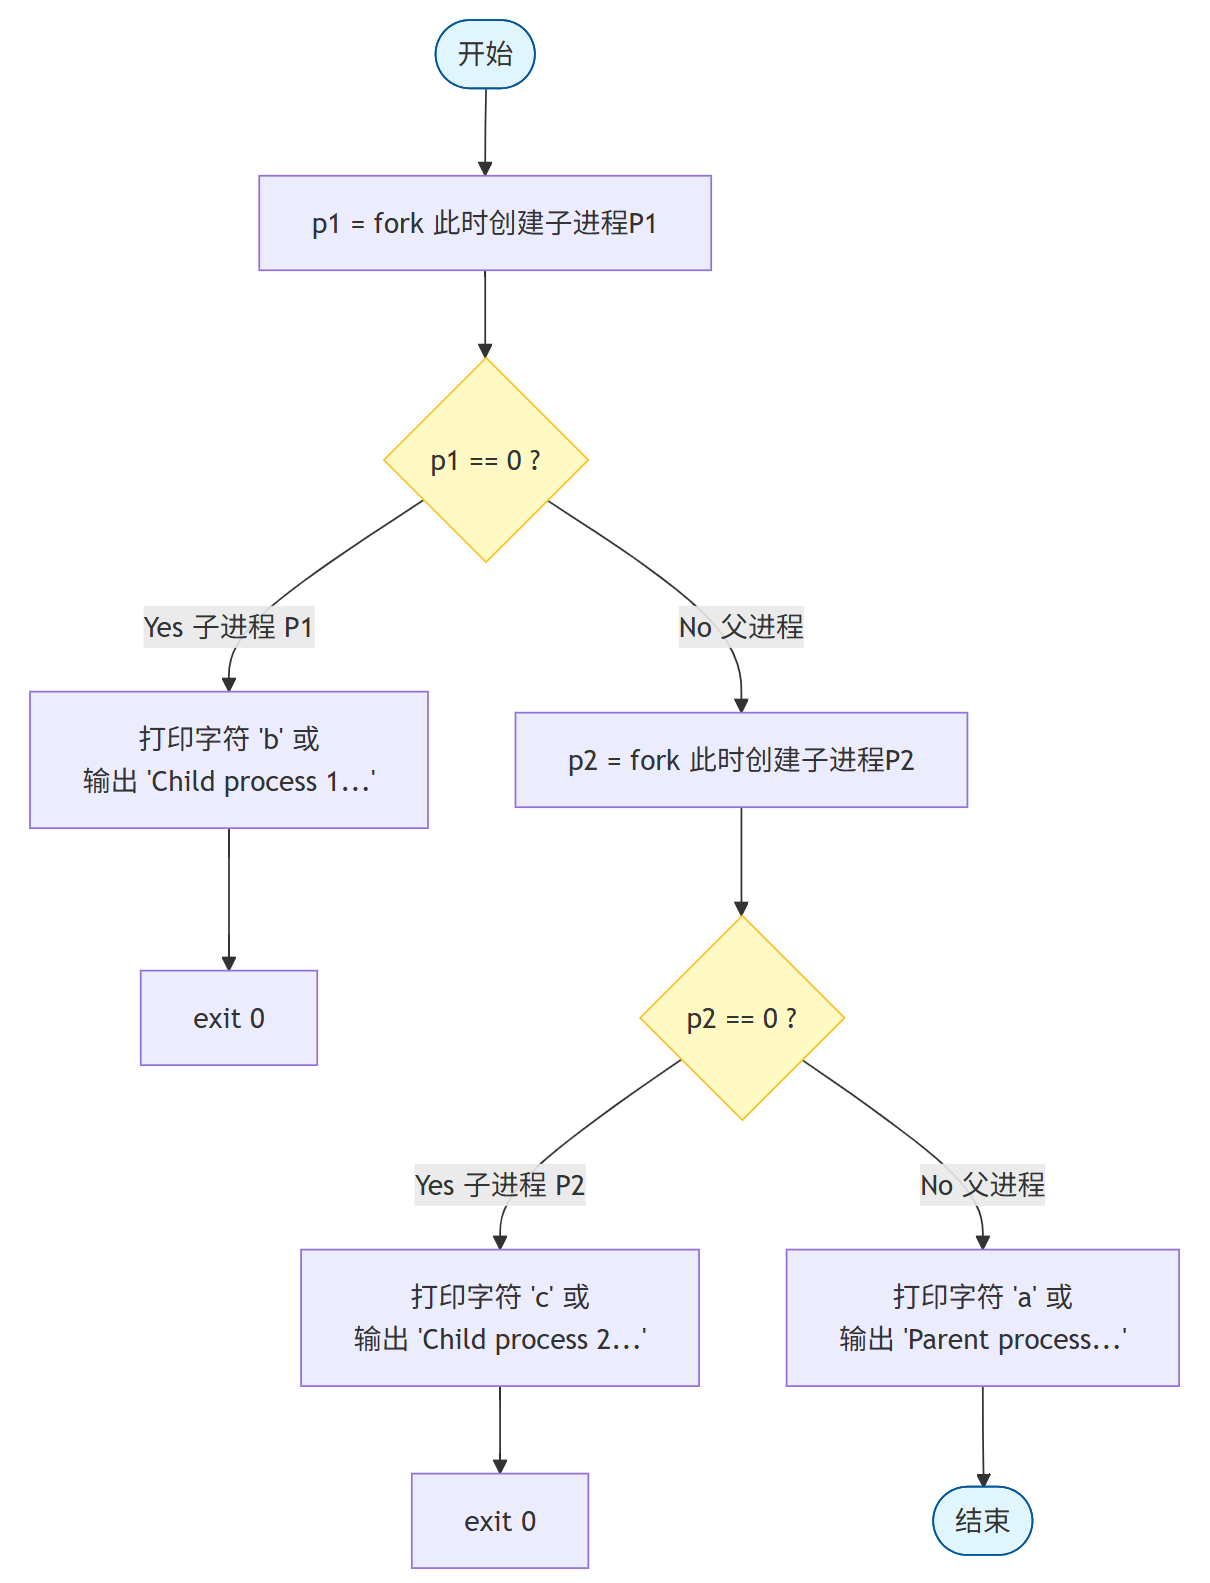 开始
p1 = fork 此时创建子进程P1
p1 == 0 ?
Yes 子进程 P1
No 父进程
打印字符 'b' 或
输出 'Child process 1...'
p2 = fork 此时创建子进程P2
exit 0
p2 == 0 ?
Yes 子进程 P2
No 父进程
打印字符 'c' 或
输出 'Child process 2...'
打印字符 'a' 或
输出 'Parent process...'
exit 0
结束